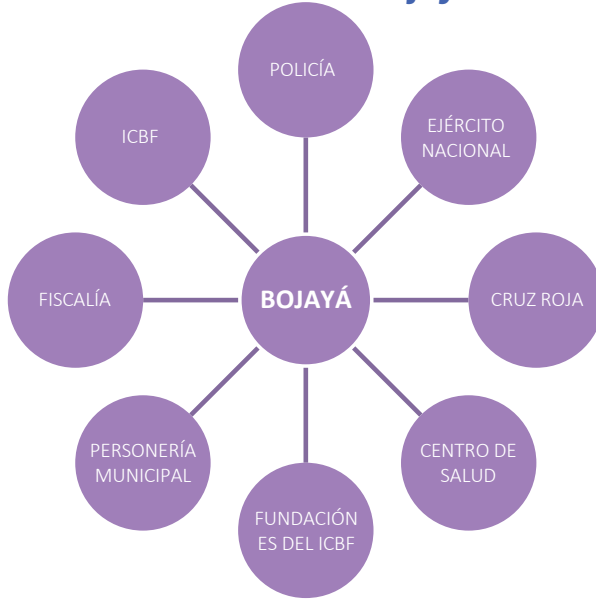 POLICÍA
EJÉRCITO
NACIONAL
CRUZ ROJA
CENTRO DE
SALUD
FUNDACIÓN
ES DEL ICBF
PERSONERÍA
MUNICIPAL
FISCALÍA
ICBF
BOJAYÁ